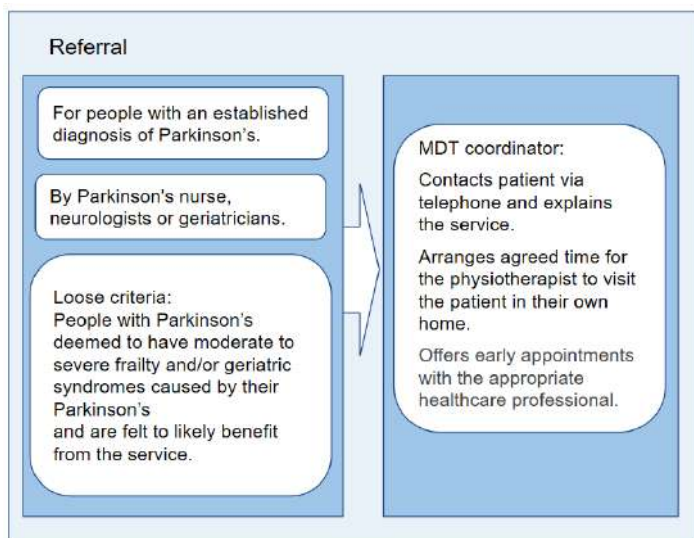 Referral
For people with an established
diagnosis of Parkinson's.
By Parkinson's nurse,
neurologists or geriatricians.
Loose criteria:
People with Parkinson's
deemed to have moderate to
severe frailty and/or geriatric
syndromes caused by their
Parkinson's
and are felt to likely benefit
from the service.
MDT coordinator:
Contacts patient via
telephone and explains
the service.
Arranges agreed time for
the physiotherapist to visit
the patient in their own
home.
Offers early appointments
with the appropriate
healthcare professional.